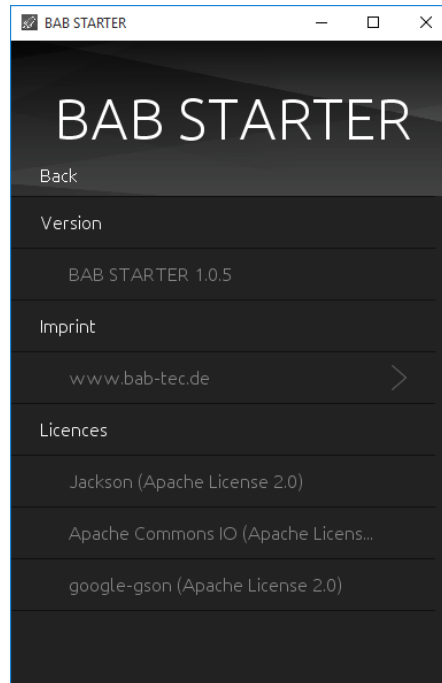 BAB STARTER
BAB STARTER
Back
Version
BAB STARTER 1.0.5
Imprint
www.bab-tec.de
Licences
Jackson (Apache License 2.0)
Apache Commons IO (Apache Licens...
google-gson (Apache License 2.0)